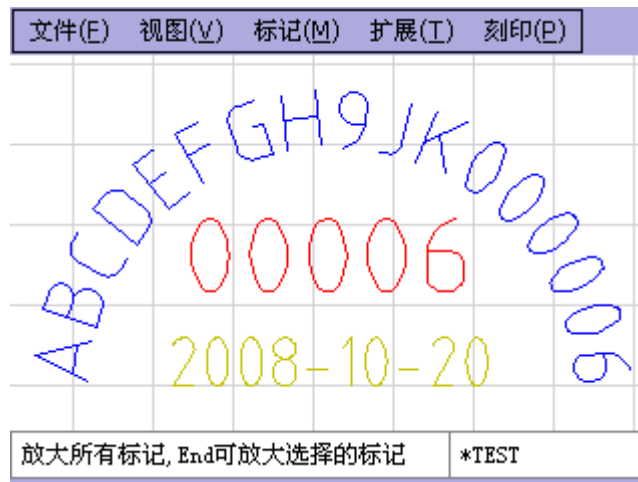 文件(F) 视图(V) 标记(M) 扩展(T) 刻印(P)
ABCDEFGH9JK000006
00006
2008-10-20
放大所有标记,End可放大选择的标记 *TEST